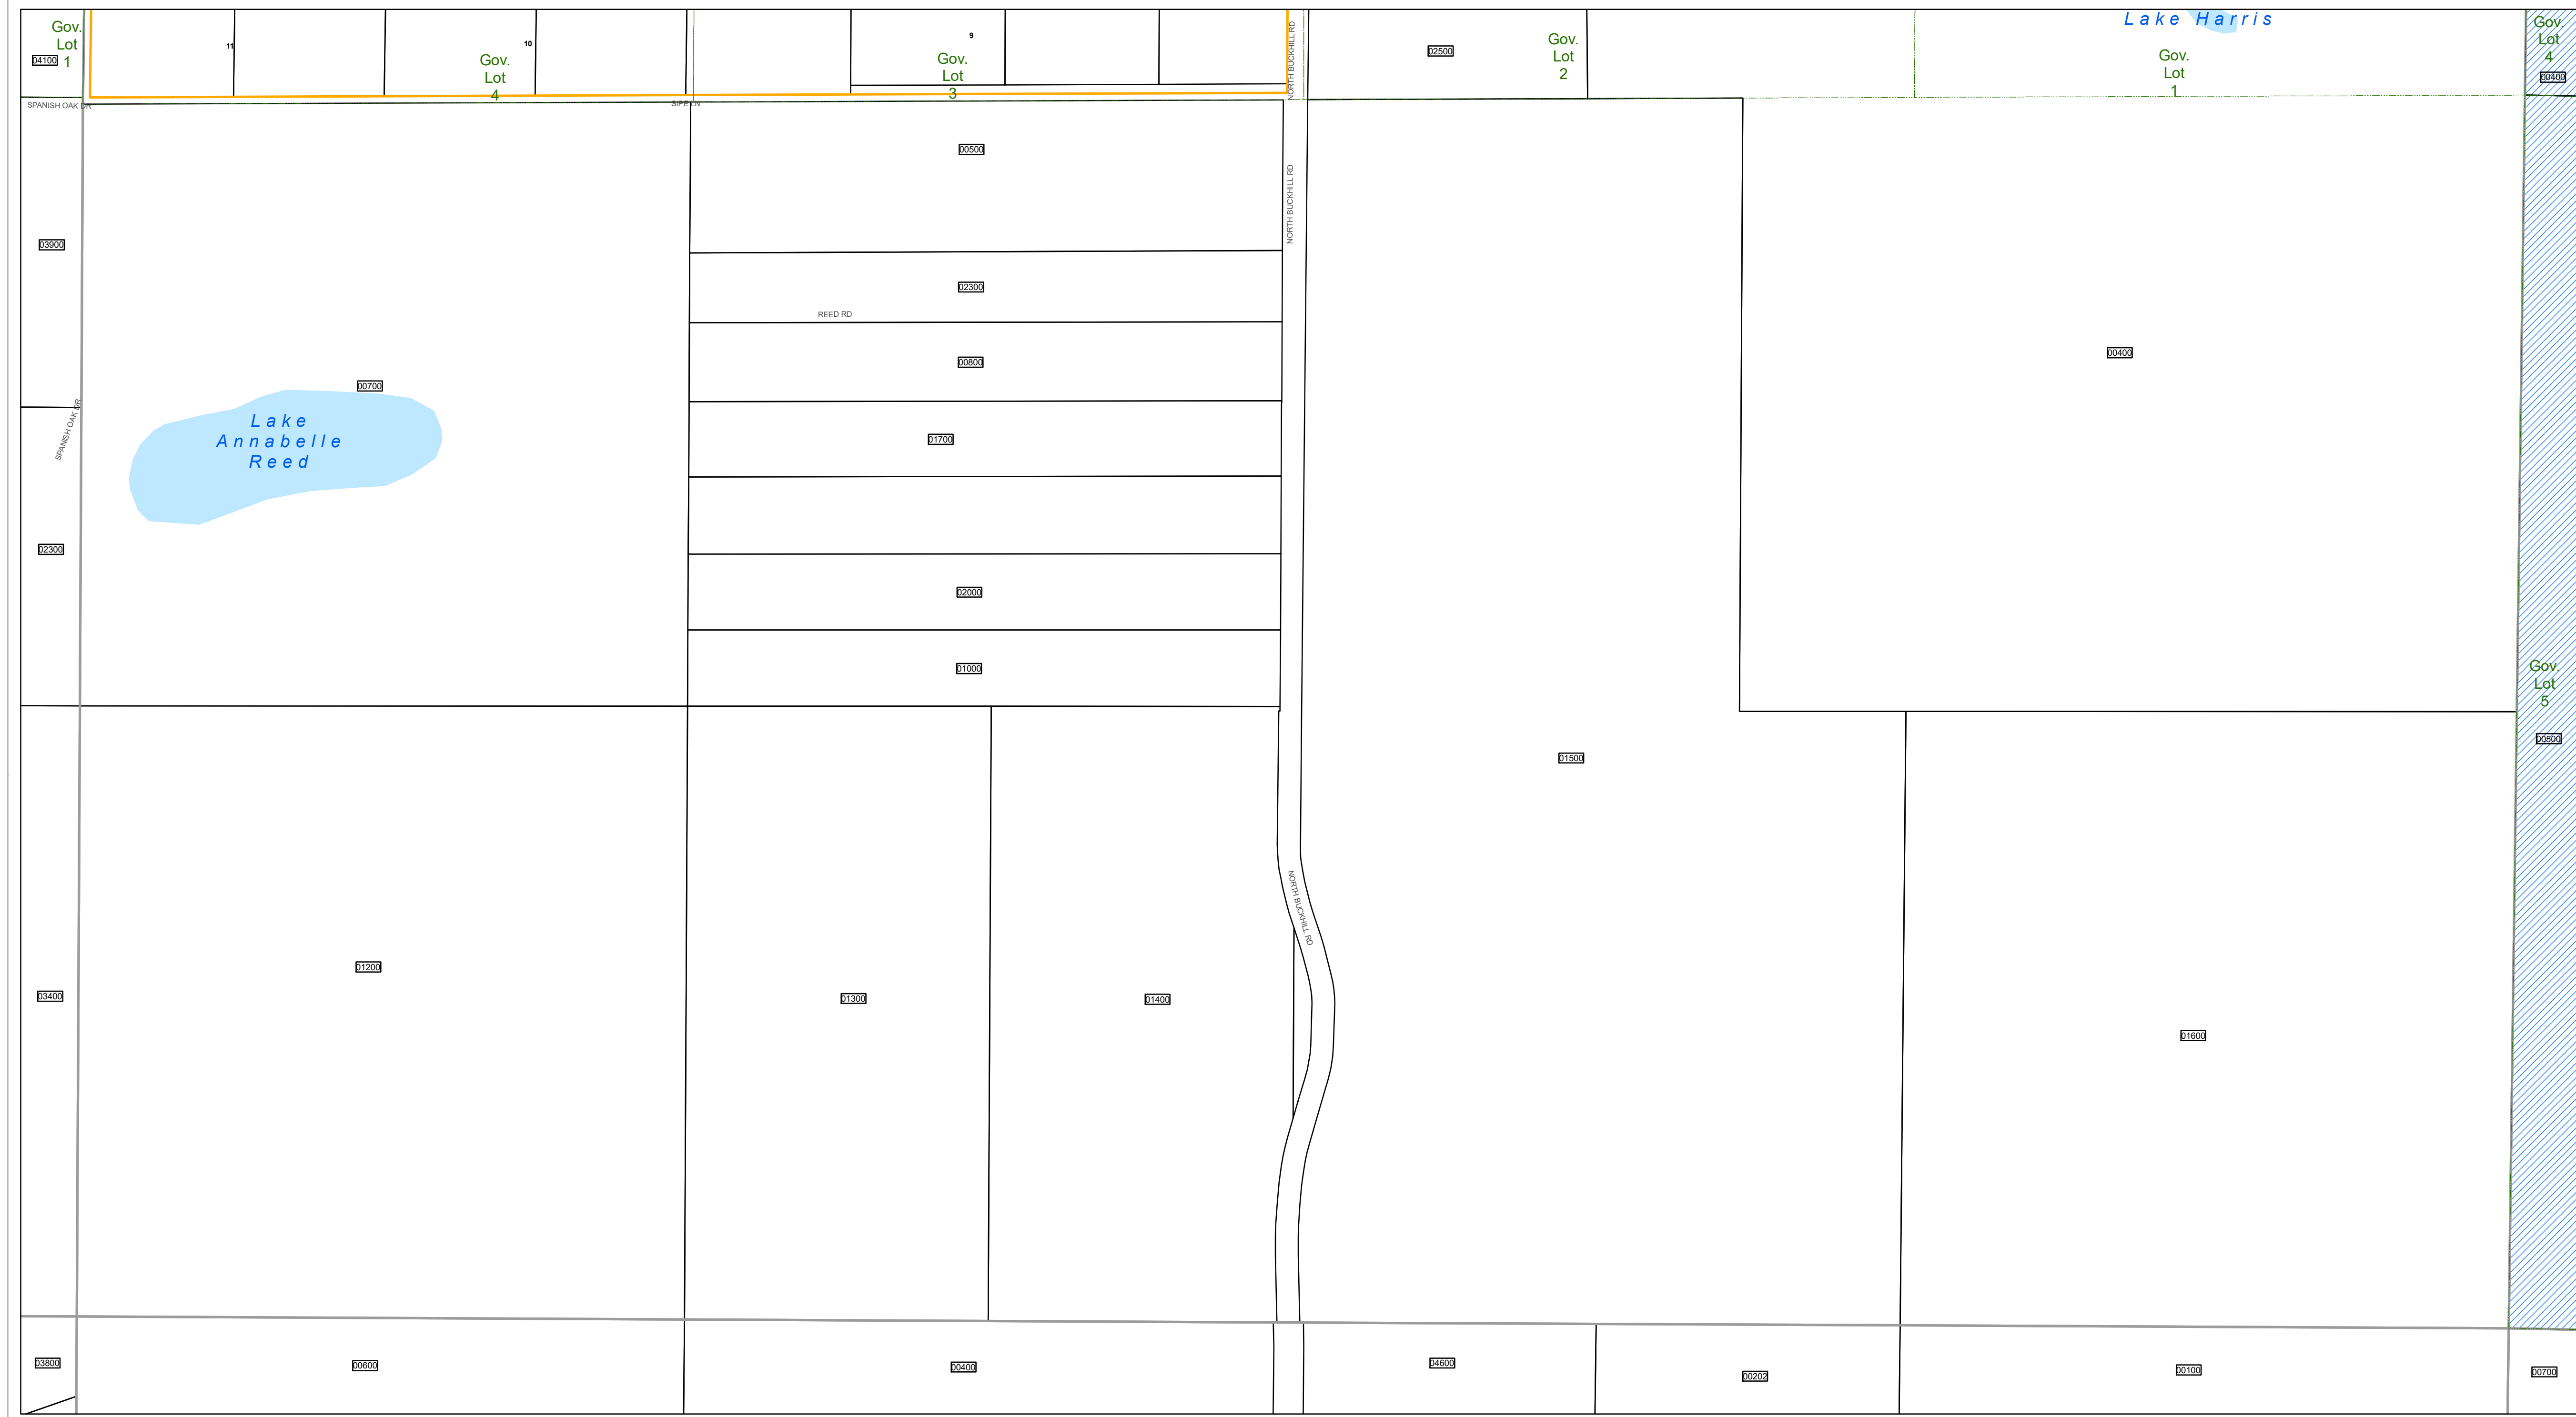 Gov.
Lot
1
04100
11
10
Gov.
Lot
4
9
Gov.
Lot
3
NORTH BUCKHILL RD
02500
Gov.
Lot
2
Lake Harris
Gov.
Lot
1
Gov.
Lot
4
00400
SPANISH OAK DR
SIPE LN
00500
NORTH BUCKHILL RD
03900
02300
REED RD
00800
00400
00700
Lake
Annabelle
Reed
SPANISH OAK DR
01700
02300
02000
01000
Gov.
Lot
5
00500
01500
NORTH BUCKHILL RD
01200
03400
01300
01400
01600
03800
00600
00400
04600
00202
00100
00700